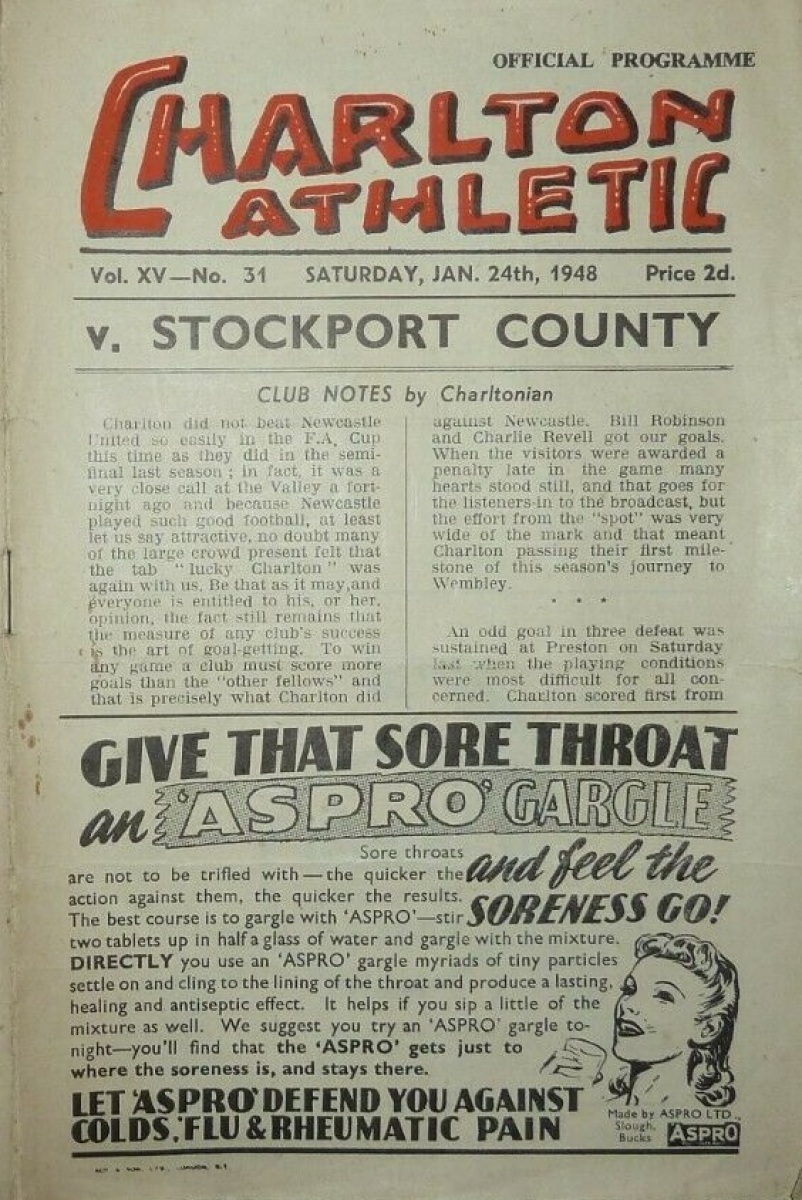 OFFICIAL PROGRAMME
CHARLTON
ATHLETIC
Vol. XV—No. 31 SATURDAY, JAN. 24th, 1948 Price 2d.
v. STOCKPORT COUNTY
CLUB NOTES by Charltonian
Charlton did not beat Newcastle
United so easily in the F.A. Cup
this time as they did in the semi-
final last season ; in fact, it was a
very close call at the Valley a fort-
night ago and because Newcastle
played such good football, at least
let us say attractive, no doubt many
of the large crowd present felt that
the tab "lucky Charlton" was
again with us. Be that as it may,and
everyone is entitled to his, or her,
opinion, the fact still remains that
the measure of any club's success
is the art of goal-getting. To win
any game a club must score more
goals than the "other fellows" and
that is precisely what Charlton did
against Newcastle. Bill Robinson
and Charlie Revell got our goals.
When the visitors were awarded a
penalty late in the game many
hearts stood still, and that goes for
the listeners-in to the broadcast, but
the effort from the "spot" was very
wide of the mark and that meant
Charlton passing their first mile-
stone of this season's journey to
Wembley.
* * *
An odd goal in three defeat was
sustained at Preston on Saturday
last when the playing conditions
were most difficult for all con-
cerned. Charlton scored first from
GIVE THAT SORE THROAT
an 'ASPRO' GARGLE
and feel the
SORENESS GO!
Sore throats
are not to be trifled with—the quicker the
action against them, the quicker the results.
The best course is to gargle with 'ASPRO'—stir
two tablets up in half a glass of water and gargle with the mixture.
DIRECTLY you use an 'ASPRO' gargle myriads of tiny particles
settle on and cling to the lining of the throat and produce a lasting,
healing and antiseptic effect. It helps if you sip a little of the
mixture as well. We suggest you try an 'ASPRO' gargle to-
night—you'll find that the 'ASPRO' gets just to
where the soreness is, and stays there.
LET 'ASPRO' DEFEND YOU AGAINST
COLDS, 'FLU & RHEUMATIC PAIN
Made by ASPRO LTD.,
Slough,
Bucks
ASPRO
LTD., LONDON, S.E.